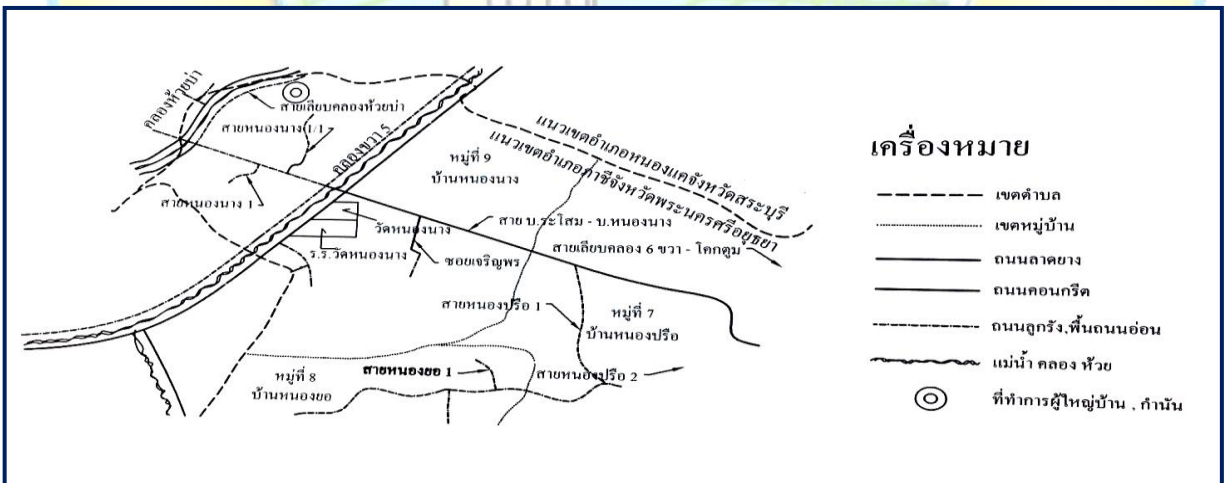 คลองห้วยบ่า
สายเลียบคลองห้วยบ่า
สายหนองนาง 1/1
คลองขวา 5
สายหนองนาง 1
หมู่ที่ 9
บ้านหนองนาง
แนวเขตอำเภอหนองแคจังหวัดสระบุรี
แนวเขตอำเภอภาชีจังหวัดพระนครศรีอยุธยา
วัดหนองนาง
ร.ร.วัดหนองนาง
ซอยเจริญพร
สาย บ.ระโสม - บ.หนองนาง
สายเลียบคลอง 6 ขวา - โคกตูม
สายหนองปรือ 1
หมู่ที่ 7
บ้านหนองปรือ
หมู่ที่ 8
บ้านหนองยอ
สายหนองยอ 1
สายหนองปรือ 2
เครื่องหมาย
เขตตำบล
เขตหมู่บ้าน
ถนนลาดยาง
ถนนคอนกรีต
ถนนลูกรัง,พื้นถนนอ่อน
แม่น้ำ คลอง ห้วย
ที่ทำการผู้ใหญ่บ้าน , กำนัน